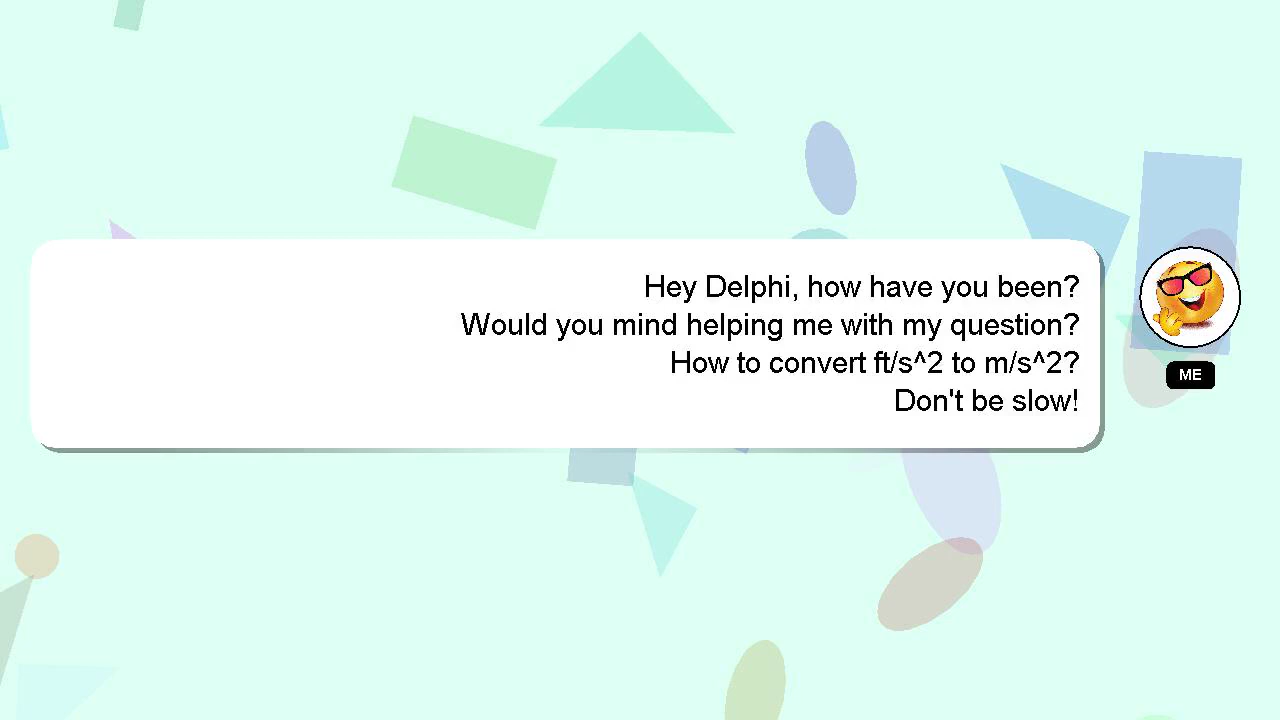 Hey Delphi, how have you been?
Would you mind helping me with my question?
How to convert ft/s^2 to m/s^2?
Don't be slow!
ME